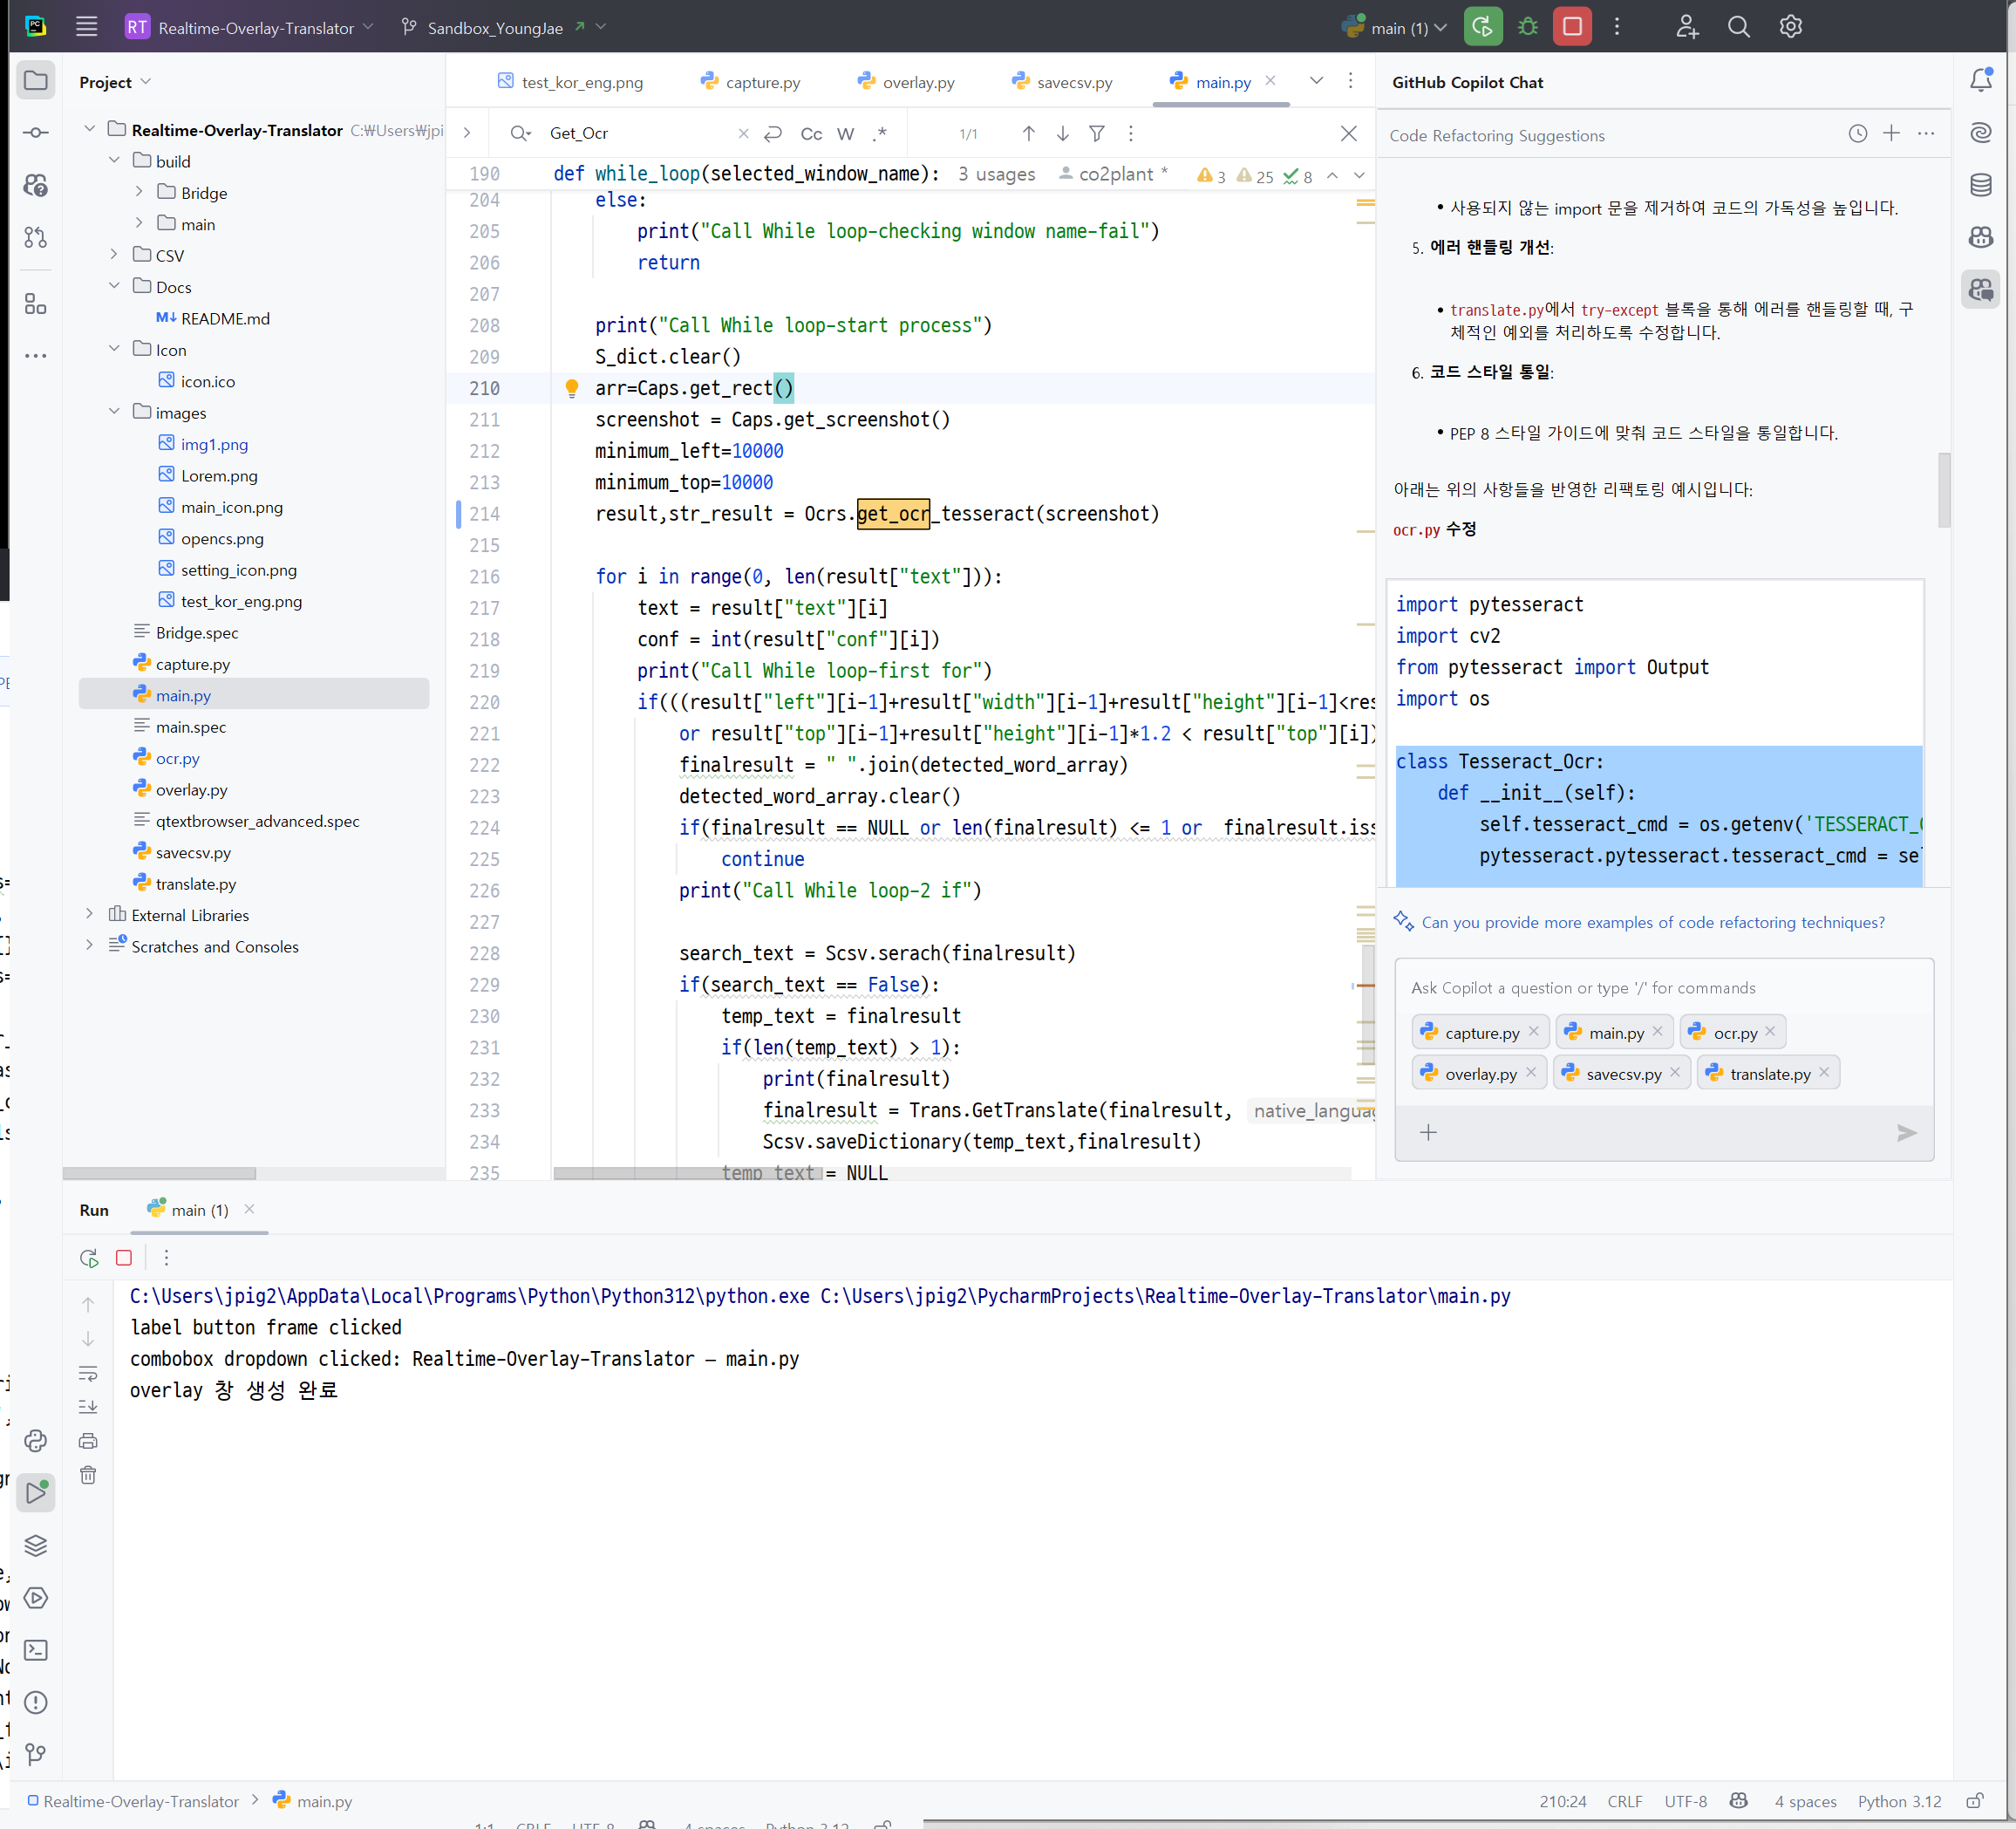 RT Realtime-Overlay-Translator
Sandbox_YoungJae
main (1)
Project
Realtime-Overlay-Translator C:₩Users₩jpi
build
Bridge
main
CSV
Docs
README.md
Icon
icon.ico
images
img1.png
Lorem.png
main_icon.png
opencs.png
setting_icon.png
test_kor_eng.png
Bridge.spec
capture.py
main.py
main.spec
ocr.py
overlay.py
qtextbrowser_advanced.spec
savecsv.py
translate.py
External Libraries
Scratches and Consoles
test_kor_eng.png
capture.py
overlay.py
savecsv.py
main.py
Get_Ocr
Cc W .*
1/1
190 def while_loop(selected_window_name): 3 usages co2plant *
3 25 8
204 else:
205 print("Call While loop-checking window name-fail")
206 return
207
208 print("Call While loop-start process")
209 S_dict.clear()
210 arr=Caps.get_rect()
211 screenshot = Caps.get_screenshot()
212 minimum_left=10000
213 minimum_top=10000
214 result,str_result = Ocrs.get_ocr_tesseract(screenshot)
215
216 for i in range(0, len(result["text"])):
217 text = result["text"][i]
218 conf = int(result["conf"][i])
219 print("Call While loop-first for")
220 if(((result["left"][i-1]+result["width"][i-1]+result["height"][i-1]<res
221 or result["top"][i-1]+result["height"][i-1]*1.2 < result["top"][i])
222 finalresult = " ".join(detected_word_array)
223 detected_word_array.clear()
224 if(finalresult == NULL or len(finalresult) <= 1 or finalresult.iss
225 continue
226 print("Call While loop-2 if")
227
228 search_text = Scsv.serach(finalresult)
229 if(search_text == False):
230 temp_text = finalresult
231 if(len(temp_text) > 1):
232 print(finalresult)
233 finalresult = Trans.GetTranslate(finalresult, native_languag
234 Scsv.saveDictionary(temp_text,finalresult)
235 temp_text = NULL
GitHub Copilot Chat
Code Refactoring Suggestions
• 사용되지 않는 import 문을 제거하여 코드의 가독성을 높입니다.
5. 에러 핸들링 개선:
• translate.py에서 try-except 블록을 통해 에러를 핸들링할 때, 구
체적인 예외를 처리하도록 수정합니다.
6. 코드 스타일 통일:
• PEP 8 스타일 가이드에 맞춰 코드 스타일을 통일합니다.
아래는 위의 사항들을 반영한 리팩토링 예시입니다:
ocr.py 수정
import pytesseract
import cv2
from pytesseract import Output
import os
class Tesseract_Ocr:
def __init__(self):
self.tesseract_cmd = os.getenv('TESSERACT_
pytesseract.pytesseract.tesseract_cmd = se
Can you provide more examples of code refactoring techniques?
Ask Copilot a question or type '/' for commands
capture.py main.py ocr.py
overlay.py savecsv.py translate.py
Run main (1)
C:\Users\jpig2\AppData\Local\Programs\Python\Python312\python.exe C:\Users\jpig2\PycharmProjects\Realtime-Overlay-Translator\main.py
label button frame clicked
combobox dropdown clicked: Realtime-Overlay-Translator – main.py
overlay 창 생성 완료
Realtime-Overlay-Translator > main.py
210:24 CRLF UTF-8 4 spaces Python 3.12
1:1 CRLF UTF-8 4 spaces Python 3.12